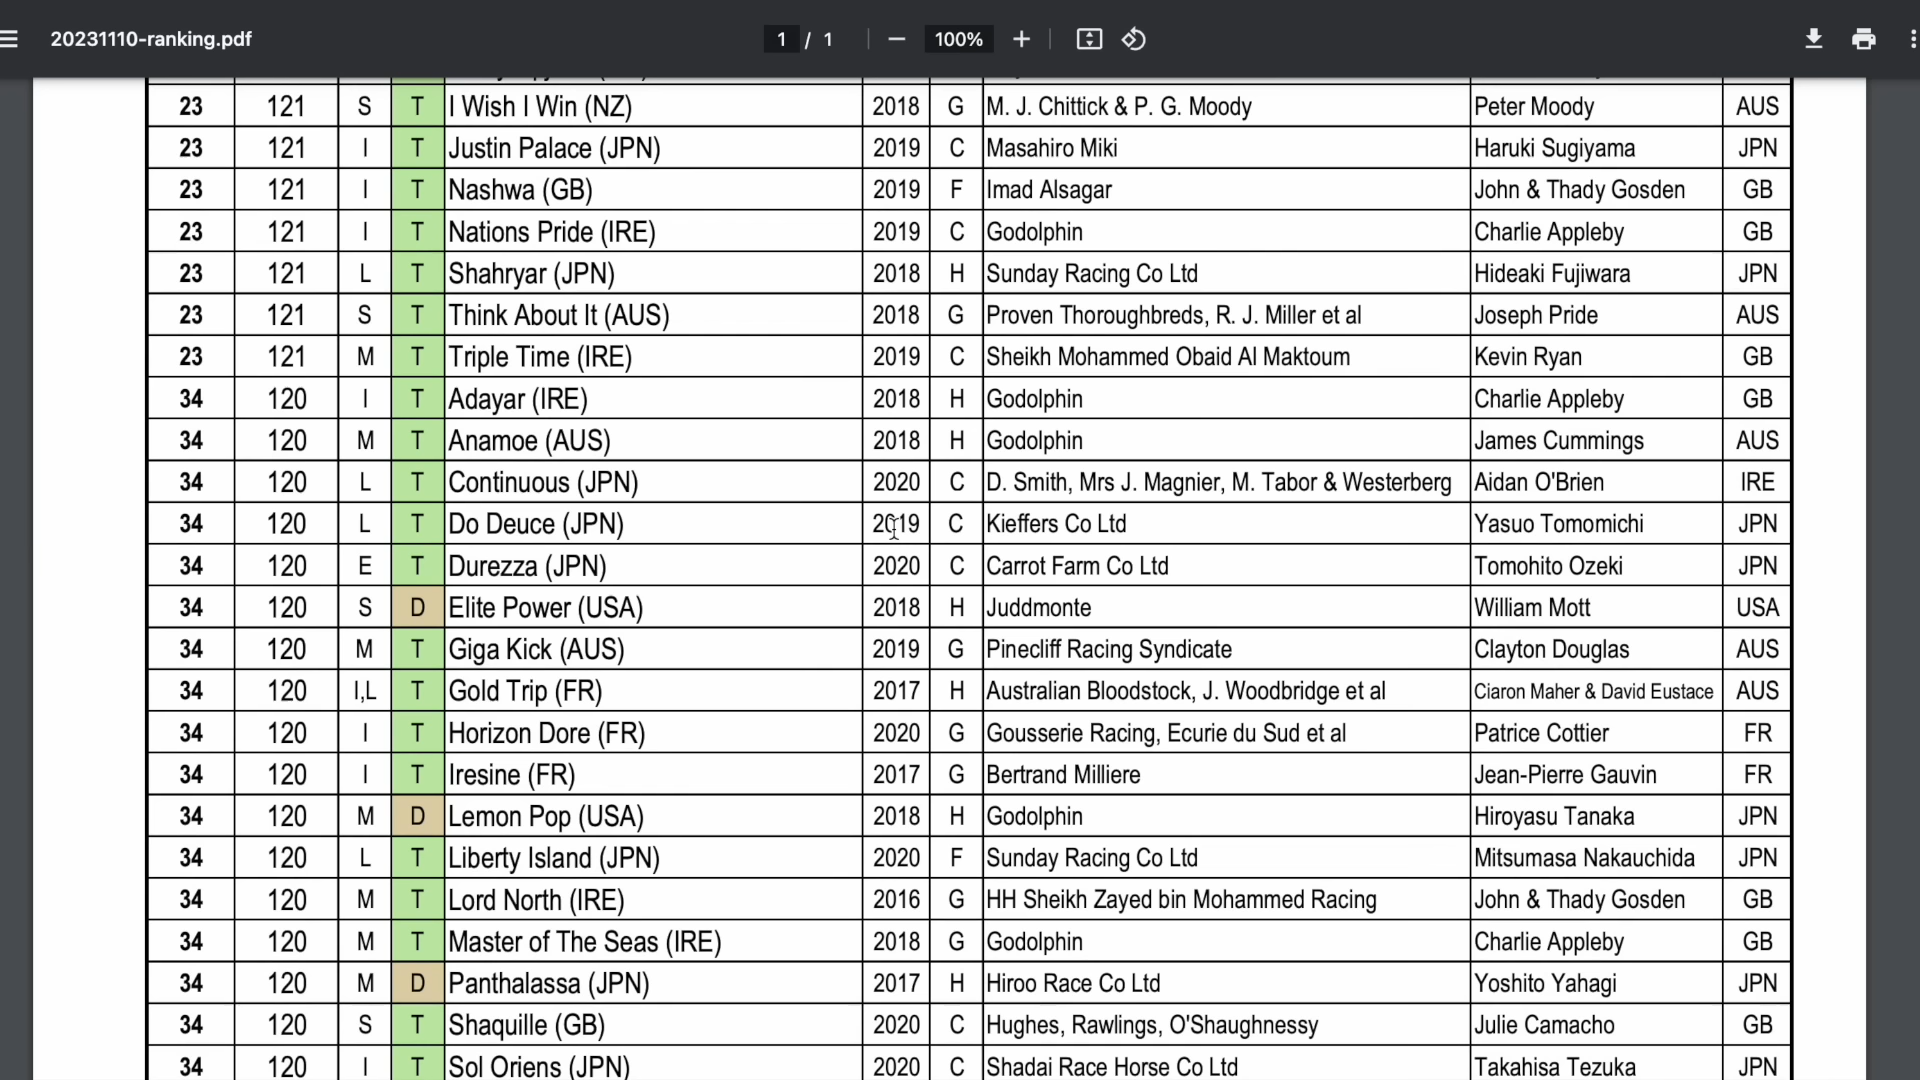 20231110-ranking.pdf 1 / 1 100%
23 121 S T I Wish I Win (NZ) 2018 G M. J. Chittick & P. G. Moody Peter Moody AUS
23 121 I T Justin Palace (JPN) 2019 C Masahiro Miki Haruki Sugiyama JPN
23 121 I T Nashwa (GB) 2019 F Imad Alsagar John & Thady Gosden GB
23 121 I T Nations Pride (IRE) 2019 C Godolphin Charlie Appleby GB
23 121 L T Shahryar (JPN) 2018 H Sunday Racing Co Ltd Hideaki Fujiwara JPN
23 121 S T Think About It (AUS) 2018 G Proven Thoroughbreds, R. J. Miller et al Joseph Pride AUS
23 121 M T Triple Time (IRE) 2019 C Sheikh Mohammed Obaid Al Maktoum Kevin Ryan GB
34 120 I T Adayar (IRE) 2018 H Godolphin Charlie Appleby GB
34 120 M T Anamoe (AUS) 2018 H Godolphin James Cummings AUS
34 120 L T Continuous (JPN) 2020 C D. Smith, Mrs J. Magnier, M. Tabor & Westerberg Aidan O'Brien IRE
34 120 L T Do Deuce (JPN) 2019 C Kieffers Co Ltd Yasuo Tomomichi JPN
34 120 E T Durezza (JPN) 2020 C Carrot Farm Co Ltd Tomohito Ozeki JPN
34 120 S D Elite Power (USA) 2018 H Juddmonte William Mott USA
34 120 M T Giga Kick (AUS) 2019 G Pinecliff Racing Syndicate Clayton Douglas AUS
34 120 I,L T Gold Trip (FR) 2017 H Australian Bloodstock, J. Woodbridge et al Ciaron Maher & David Eustace AUS
34 120 I T Horizon Dore (FR) 2020 G Gousserie Racing, Ecurie du Sud et al Patrice Cottier FR
34 120 I T Iresine (FR) 2017 G Bertrand Milliere Jean-Pierre Gauvin FR
34 120 M D Lemon Pop (USA) 2018 H Godolphin Hiroyasu Tanaka JPN
34 120 L T Liberty Island (JPN) 2020 F Sunday Racing Co Ltd Mitsumasa Nakauchida JPN
34 120 M T Lord North (IRE) 2016 G HH Sheikh Zayed bin Mohammed Racing John & Thady Gosden GB
34 120 M T Master of The Seas (IRE) 2018 G Godolphin Charlie Appleby GB
34 120 M D Panthalassa (JPN) 2017 H Hiroo Race Co Ltd Yoshito Yahagi JPN
34 120 S T Shaquille (GB) 2020 C Hughes, Rawlings, O'Shaughnessy Julie Camacho GB
34 120 I T Sol Oriens (JPN) 2020 C Shadai Race Horse Co Ltd Takahisa Tezuka JPN